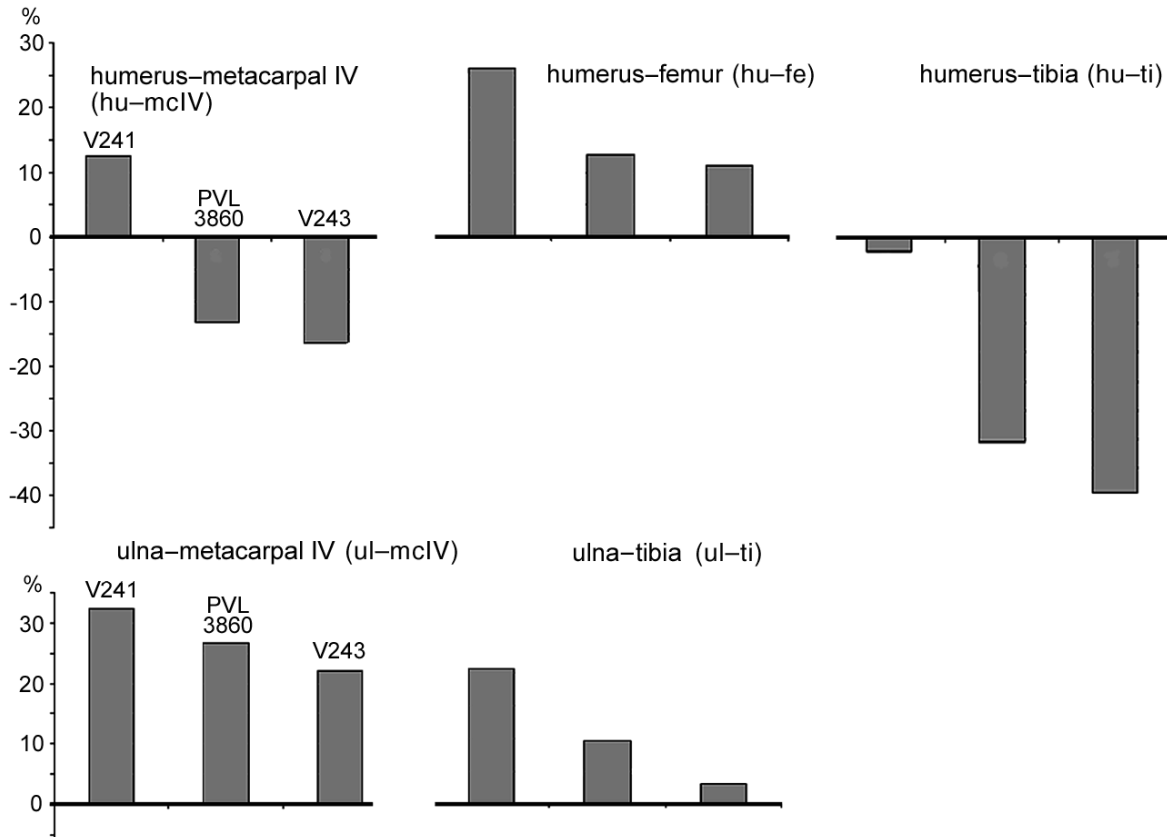 %
30
humerus–metacarpal IV
(hu–mcIV)
humerus–femur (hu–fe)
humerus–tibia (hu–ti)
20
V241
10
PVL
3860
V243
0
-10
-20
-30
-40
ulna–metacarpal IV (ul–mcIV)
ulna–tibia (ul–ti)
%
V241
PVL
3860
30
V243
20
10
0